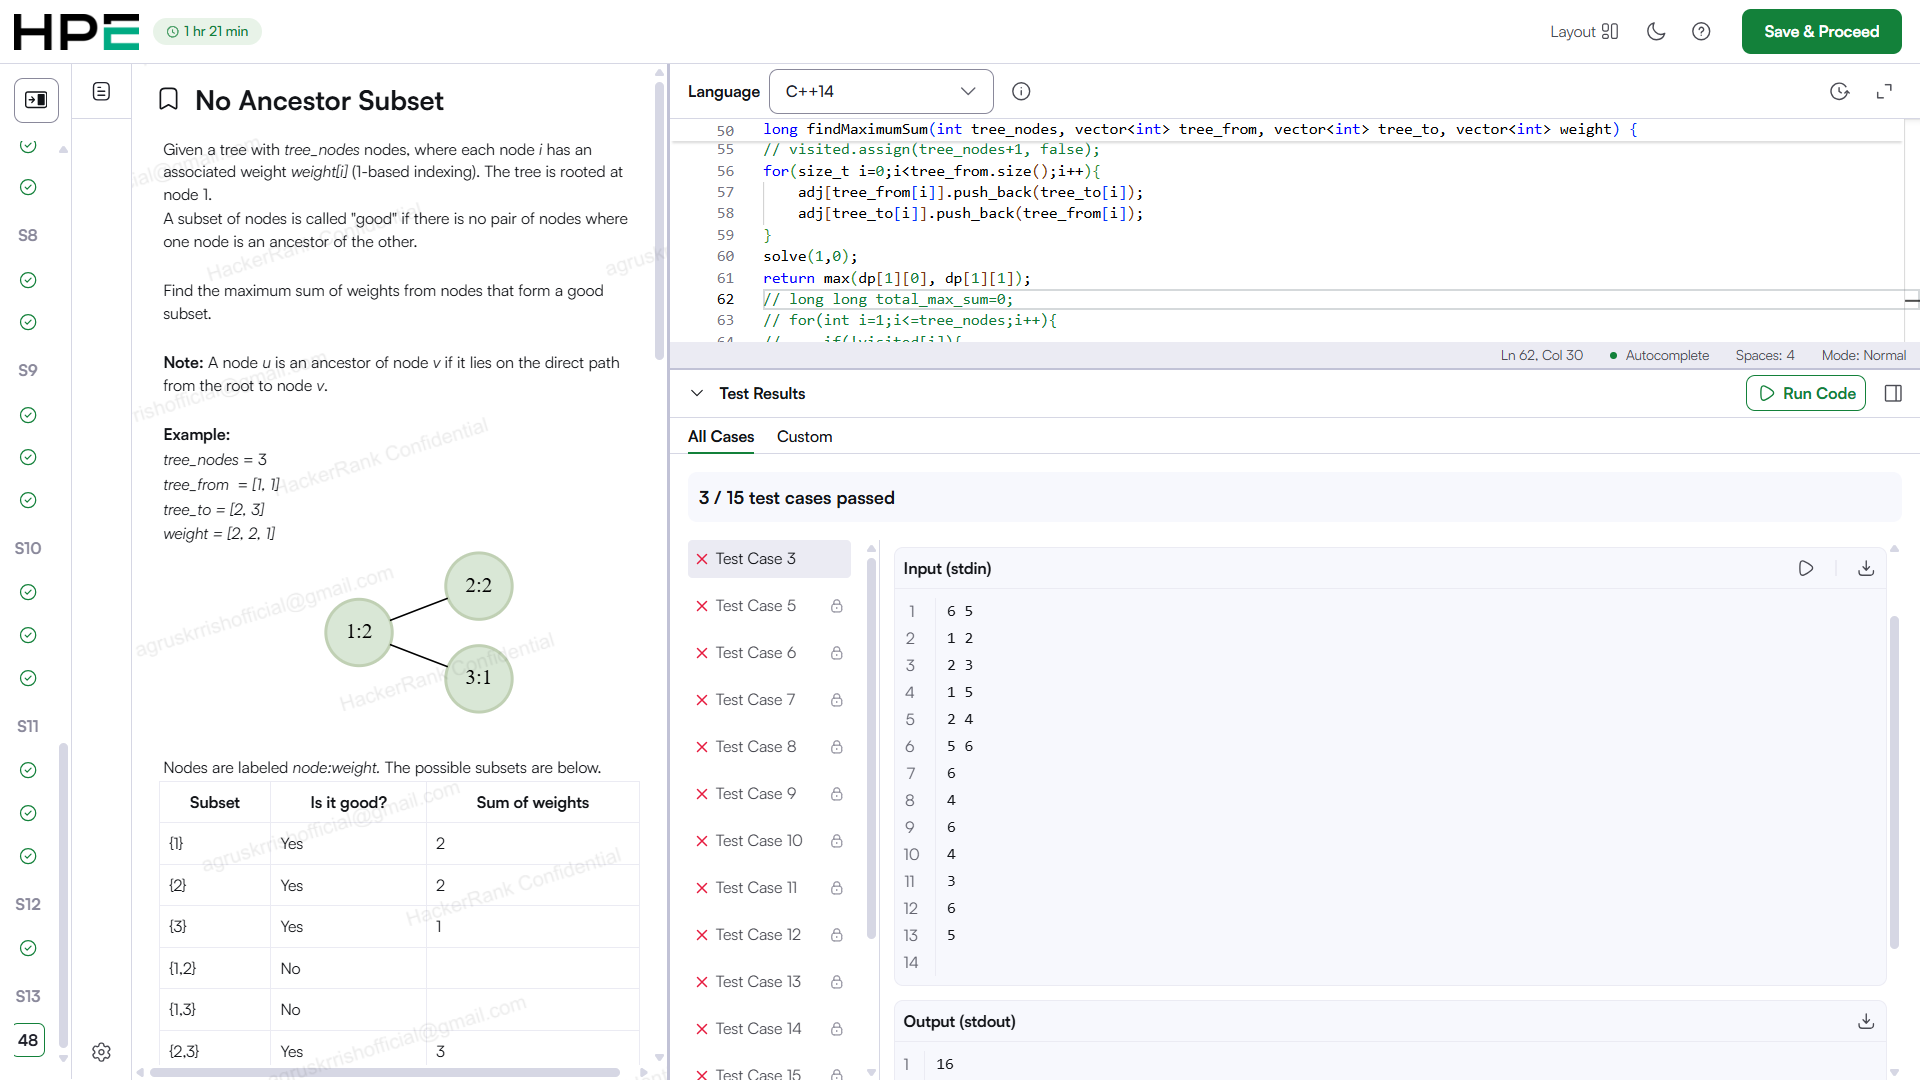 HPE
1 hr 21 min
Layout
Save & Proceed
S8
S9
S10
S11
S12
S13
48
No Ancestor Subset
Given a tree with tree_nodes nodes, where each node i has an
associated weight weight[i] (1-based indexing). The tree is rooted at
node 1.
A subset of nodes is called "good" if there is no pair of nodes where
one node is an ancestor of the other.
Find the maximum sum of weights from nodes that form a good
subset.
Note: A node u is an ancestor of node v if it lies on the direct path
from the root to node v.
Example:
tree_nodes = 3
tree_from  = [1, 1]
tree_to = [2, 3]
weight = [2, 2, 1]
1:2
2:2
3:1
Nodes are labeled node:weight. The possible subsets are below.
Subset Is it good? Sum of weights
{1} Yes 2
{2} Yes 2
{3} Yes 1
{1,2} No
{1,3} No
{2,3} Yes 3
HackerRank Confidential
HackerRank Confidential
HackerRank Confidential
HackerRank Confidential
agruskrrishofficial@gmail.com
agruskrrishofficial@gmail.com
agruskrrishofficial@gmail.com
Language
C++14
50 long findMaximumSum(int tree_nodes, vector<int> tree_from, vector<int> tree_to, vector<int> weight) {
55 // visited.assign(tree_nodes+1, false);
56 for(size_t i=0;i<tree_from.size();i++){
57 adj[tree_from[i]].push_back(tree_to[i]);
58 adj[tree_to[i]].push_back(tree_from[i]);
59 }
60 solve(1,0);
61 return max(dp[1][0], dp[1][1]);
62 // long long total_max_sum=0;
63 // for(int i=1;i<=tree_nodes;i++){
64 // if(!visited[i]){
Ln 62, Col 30
Autocomplete
Spaces: 4
Mode: Normal
Test Results
Run Code
All Cases
Custom
3 / 15 test cases passed
Test Case 3
Test Case 5
Test Case 6
Test Case 7
Test Case 8
Test Case 9
Test Case 10
Test Case 11
Test Case 12
Test Case 13
Test Case 14
Test Case 15
Input (stdin)
1 6 5
2 1 2
3 2 3
4 1 5
5 2 4
6 5 6
7 6
8 4
9 6
10 4
11 3
12 6
13 5
14
Output (stdout)
1 16